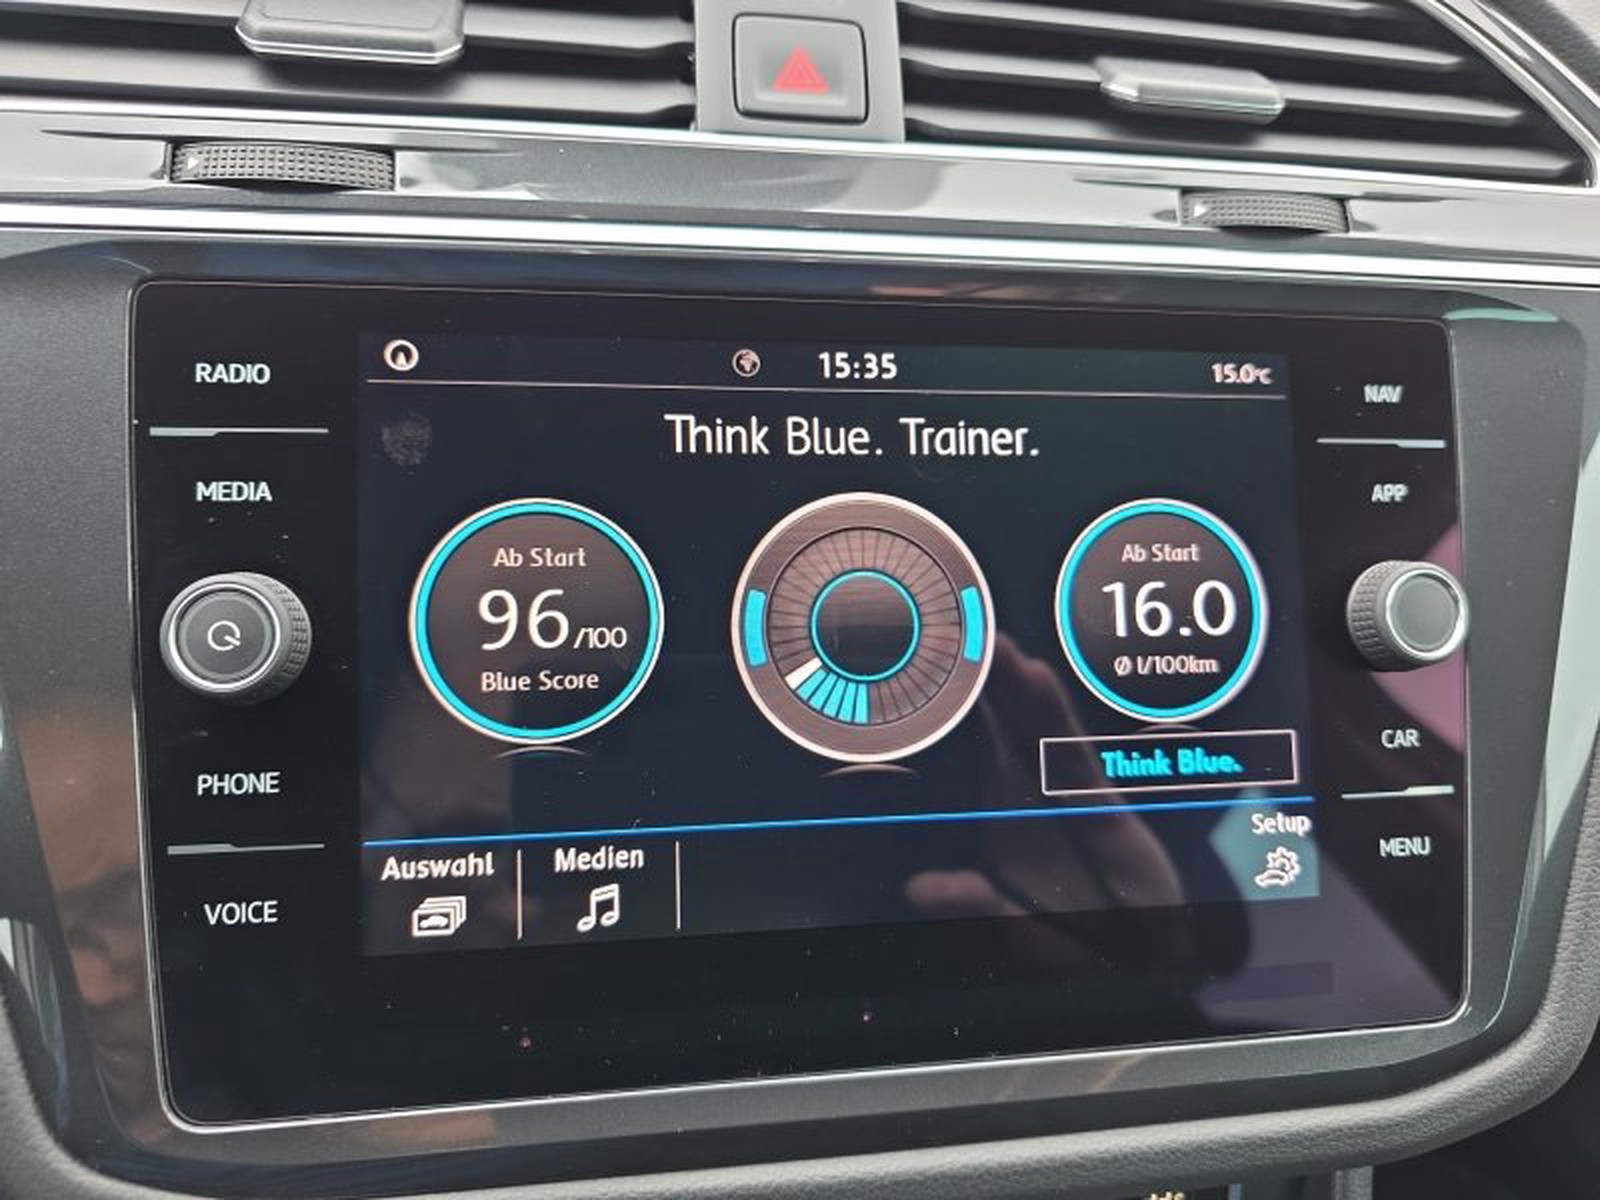 RADIO
MEDIA
PHONE
VOICE
15:35
15.0°C
Think Blue. Trainer.
Ab Start
96/100
Blue Score
Ab Start
16.0
Ø l/100km
Think Blue.
Auswahl
Medien
Setup
NAV
APP
CAR
MENU